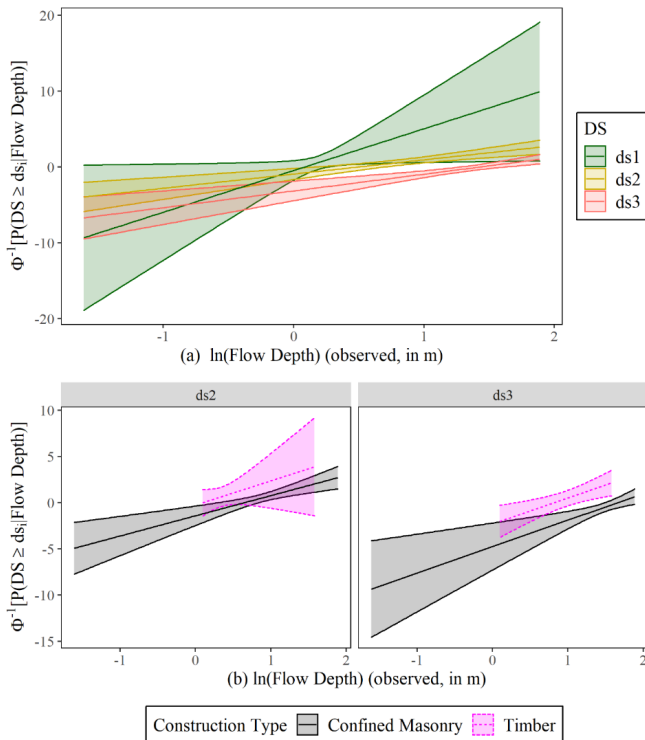 20
10
0
-10
-20
Φ⁻¹[P(DS ≥ dsᵢ|Flow Depth)]
-1
0
1
2
(a) ln(Flow Depth) (observed, in m)
DS
ds1
ds2
ds3
ds2
ds3
10
5
0
-5
-10
-15
Φ⁻¹[P(DS ≥ dsᵢ|Flow Depth)]
-1
0
1
2
-1
0
1
2
(b) ln(Flow Depth) (observed, in m)
Construction Type
Confined Masonry
Timber